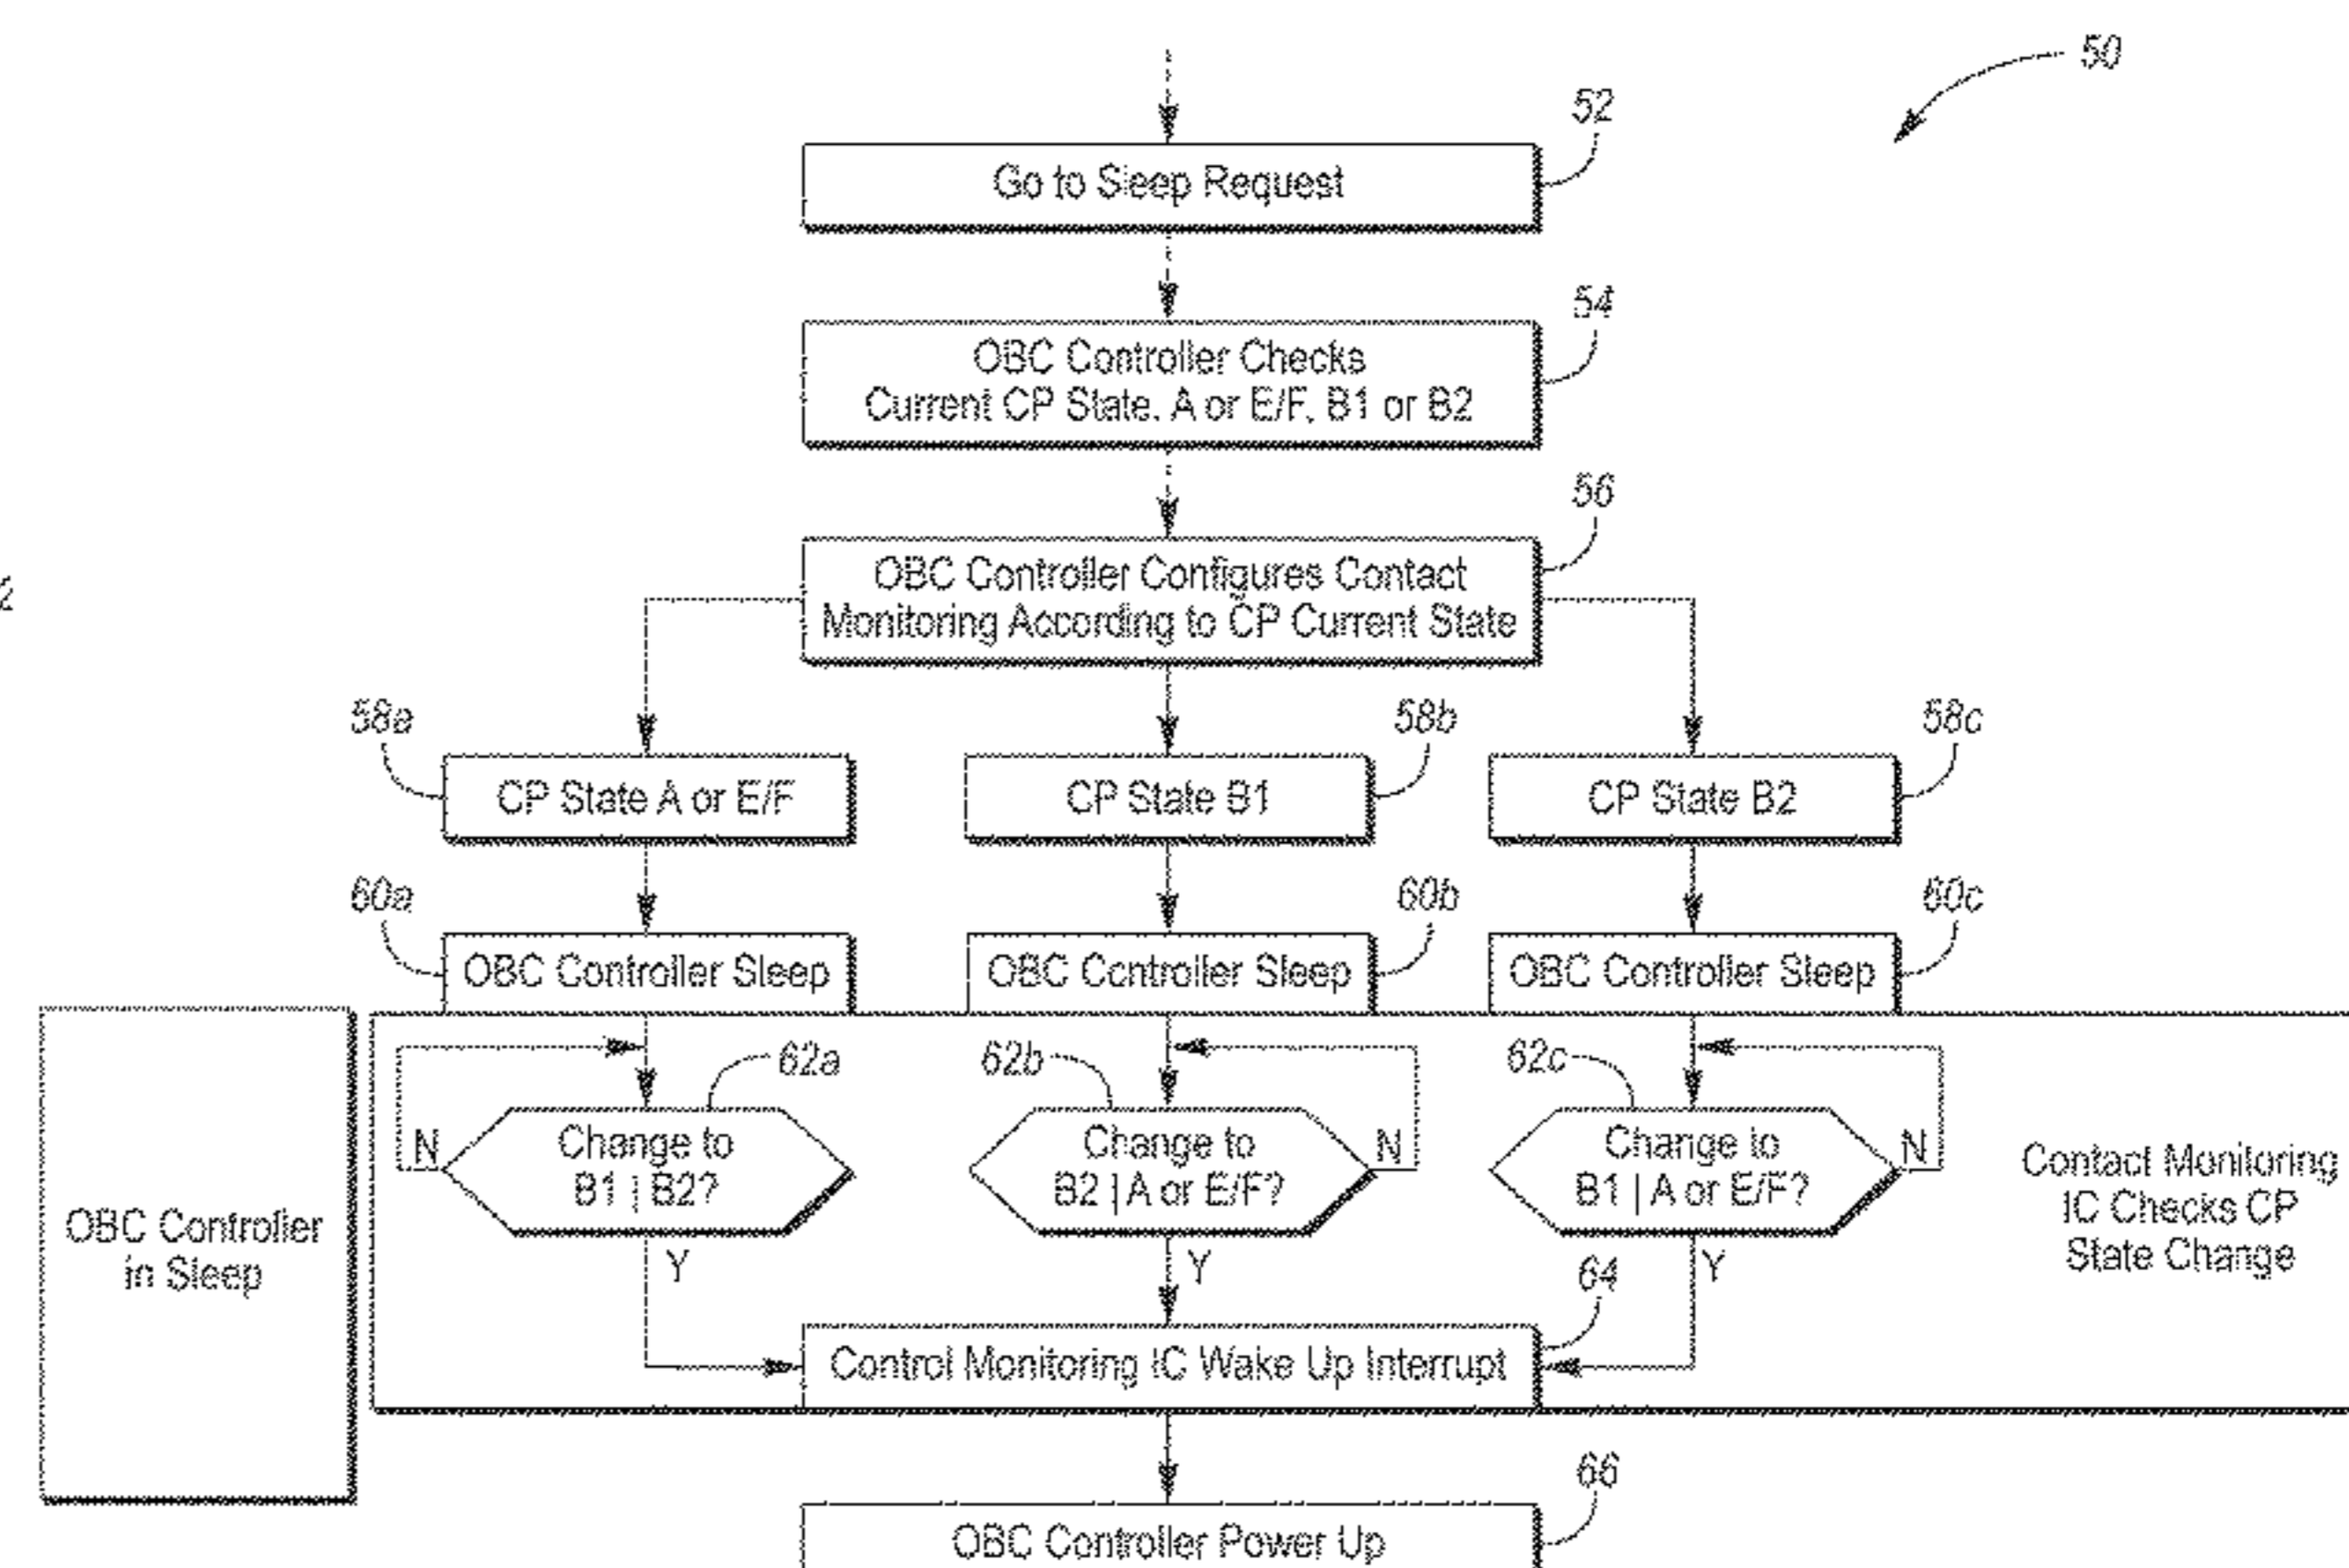 50
52
Go to Sleep Request
54
OBC Controller Checks
Current CP State. A or E/F, B1 or B2
56
OBC Controller Configures Contact
Monitoring According to CP Current State
2
58a
58b
58c
CP State A or E/F
CP State B1
CP State B2
60a
60b
60c
OBC Controller Sleep
OBC Controller Sleep
OBC Controller Sleep
62a
62b
62c
N
Change to
B1 | B2?
Change to
B2 | A or E/F?
N
Change to
B1 | A or E/F?
N
Contact Monitoring
IC Checks CP
State Change
OBC Controller
in Sleep
Y
Y
Y
64
Control Monitoring IC Wake Up Interrupt
66
OBC Controller Power Up